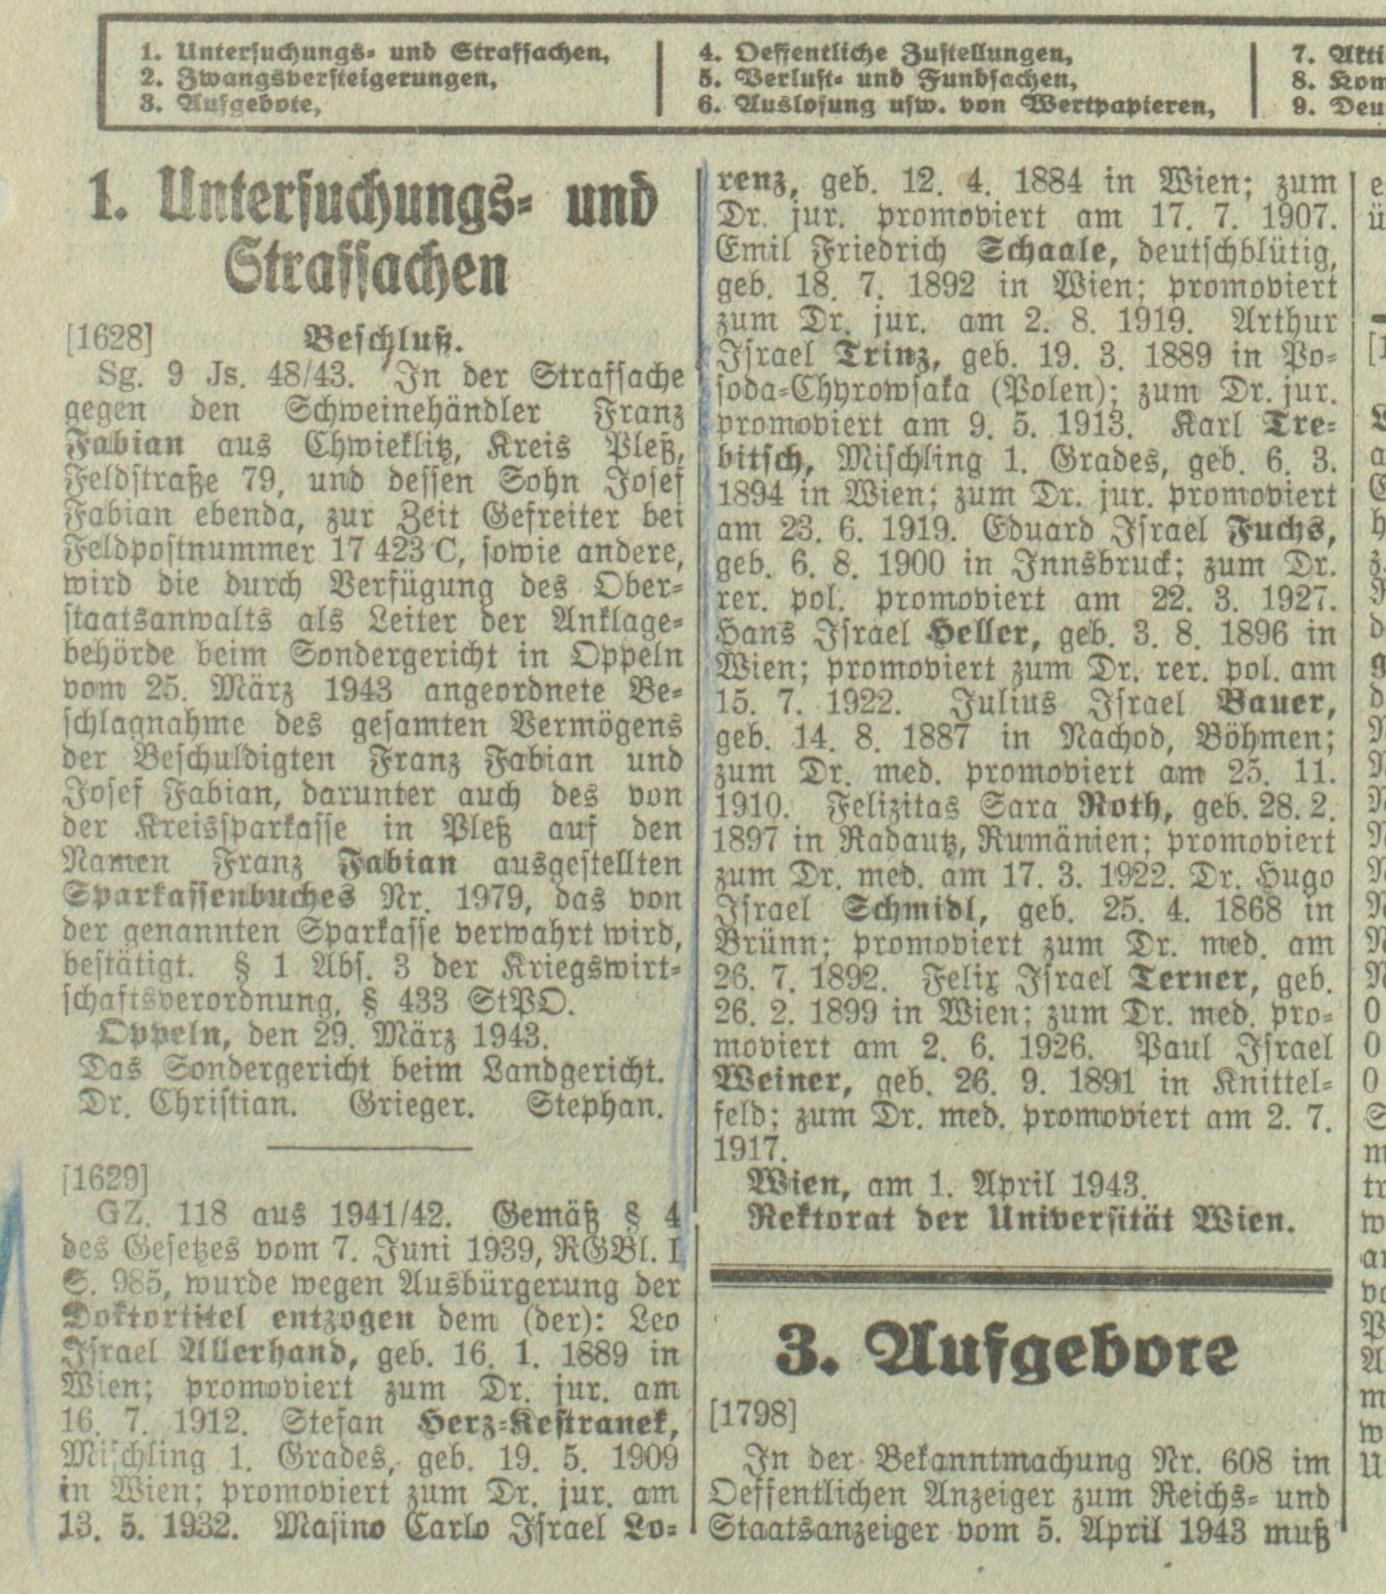 1. Untersuchungs- und Strafsachen,
2. Zwangsversteigerungen,
3. Aufgebote,
4. Oeffentliche Zustellungen,
5. Verlust- und Fundsachen,
6. Auslosung usw. von Wertpapieren,
7. Akti
8. Kom
9. Deu
1. Untersuchungs- und
Strafsachen
[1628] Beschluß.
Sg. 9 Js. 48/43. In der Strafsache
gegen den Schweinehändler Franz
Fabian aus Chwieklitz, Kreis Pleß,
Feldstraße 79, und dessen Sohn Josef
Fabian ebenda, zur Zeit Gefreiter bei
Feldpostnummer 17 423 C, sowie andere,
wird die durch Verfügung des Ober-
staatsanwalts als Leiter der Anklage-
behörde beim Sondergericht in Oppeln
vom 25. März 1943 angeordnete Be-
schlagnahme des gesamten Vermögens
der Beschuldigten Franz Fabian und
Josef Fabian, darunter auch des von
der Kreissparkasse in Pleß auf den
Namen Franz Fabian ausgestellten
Sparkassenbuches Nr. 1979, das von
der genannten Sparkasse verwahrt wird,
bestätigt. § 1 Abs. 3 der Kriegswirt-
schaftsverordnung, § 433 StPO.
Oppeln, den 29. März 1943.
Das Sondergericht beim Landgericht.
Dr. Christian. Grieger. Stephan.
[1629]
GZ. 118 aus 1941/42. Gemäß § 4
des Gesetzes vom 7. Juni 1939, RGBl. I
S. 985, wurde wegen Ausbürgerung der
Doktortitel entzogen dem (der): Leo
Israel Allerhand, geb. 16. 1. 1889 in
Wien; promoviert zum Dr. jur. am
16. 7. 1912. Stefan Herz-Kestranek,
Mischling 1. Grades, geb. 19. 5. 1909
in Wien; promoviert zum Dr. jur. am
13. 5. 1932. Masino Carlo Israel Lo-
renz, geb. 12. 4. 1884 in Wien; zum
Dr. jur. promoviert am 17. 7. 1907.
Emil Friedrich Schaale, deutschblütig,
geb. 18. 7. 1892 in Wien; promoviert
zum Dr. jur. am 2. 8. 1919. Arthur
Israel Trinz, geb. 19. 3. 1889 in Po-
soda-Chyrowsaka (Polen); zum Dr. jur.
promoviert am 9. 5. 1913. Karl Tre-
bitsch, Mischling 1. Grades, geb. 6. 3.
1894 in Wien; zum Dr. jur. promoviert
am 23. 6. 1919. Eduard Israel Fuchs,
geb. 6. 8. 1900 in Innsbruck; zum Dr.
rer. pol. promoviert am 22. 3. 1927.
Hans Israel Heller, geb. 3. 8. 1896 in
Wien; promoviert zum Dr. rer. pol. am
15. 7. 1922. Julius Israel Bauer,
geb. 14. 8. 1887 in Nachod, Böhmen;
zum Dr. med. promoviert am 25. 11.
1910. Felizitas Sara Roth, geb. 28. 2.
1897 in Radautz, Rumänien; promoviert
zum Dr. med. am 17. 3. 1922. Dr. Hugo
Israel Schmidl, geb. 25. 4. 1868 in
Brünn; promoviert zum Dr. med. am
26. 7. 1892. Felix Israel Terner, geb.
26. 2. 1899 in Wien; zum Dr. med. pro-
moviert am 2. 6. 1926. Paul Israel
Weiner, geb. 26. 9. 1891 in Knittel-
feld; zum Dr. med. promoviert am 2. 7.
1917.
Wien, am 1. April 1943.
Rektorat der Universität Wien.
3. Aufgebote
[1798]
In der Bekanntmachung Nr. 608 im
Oeffentlichen Anzeiger zum Reichs- und
Staatsanzeiger vom 5. April 1943 muß